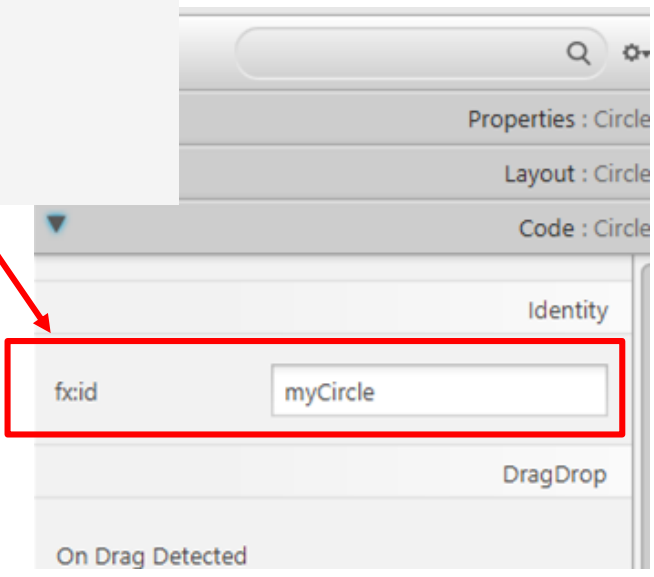 Properties : Circle
Layout : Circle
Code : Circle
Identity
fx:id myCircle
DragDrop
On Drag Detected